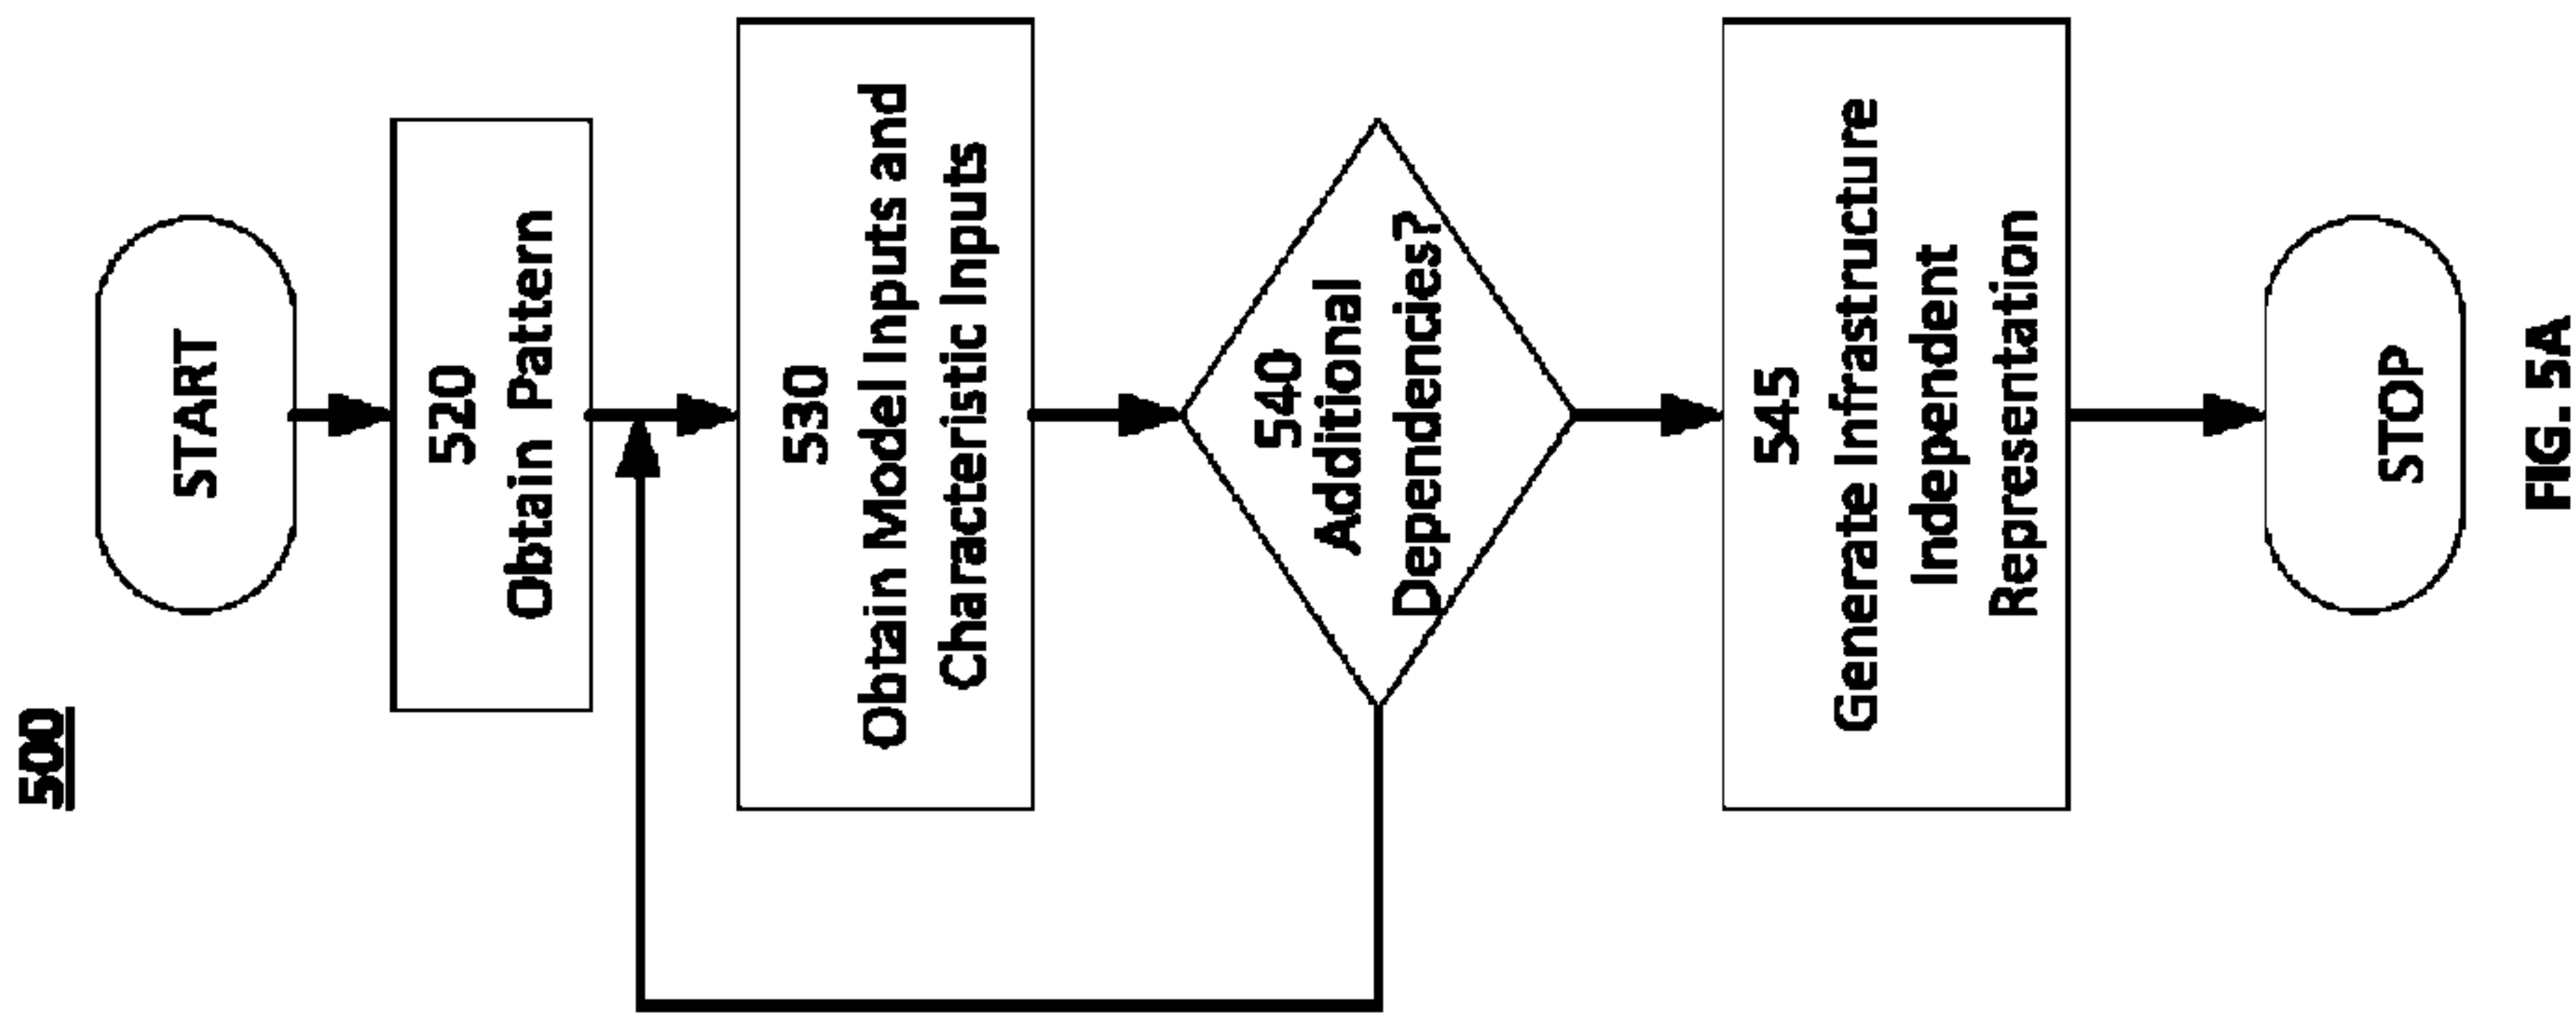 500
START
520
Obtain Pattern
530
Obtain Model Inputs and
Characteristic Inputs
540
Additional
Dependencies?
545
Generate Infrastructure
Independent
Representation
STOP
FIG. 5A